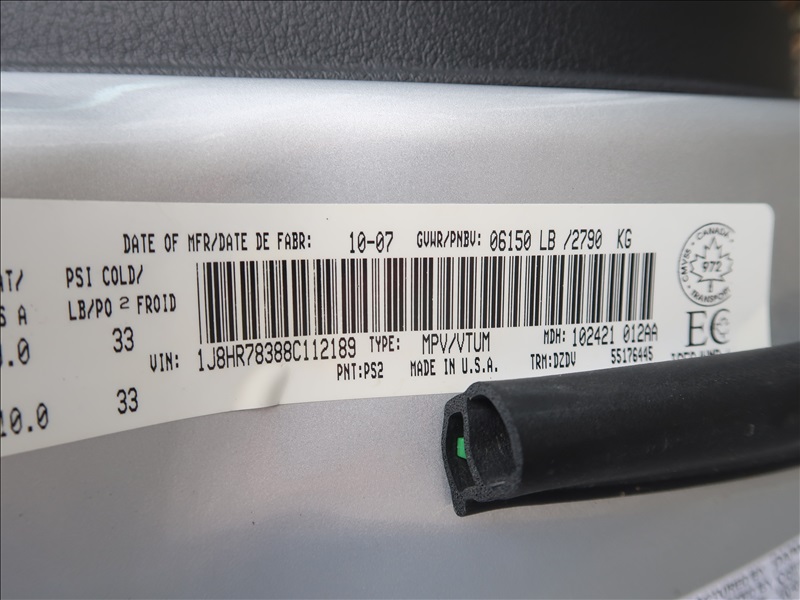 DATE OF MFR/DATE DE FABR: 10-07 GVWR/PNBV: 06150 LB /2790 KG
PSI COLD/
LB/PO 2 FROID
33
VIN: 1J8HR78388C112189 TYPE: MPV/VTUM MDH: 102421 012AA
PNT:PS2 MADE IN U.S.A. TRM:DZDV 55176445
10.0 33
CANADA
CMVSS 972
TRANSPORT
EC